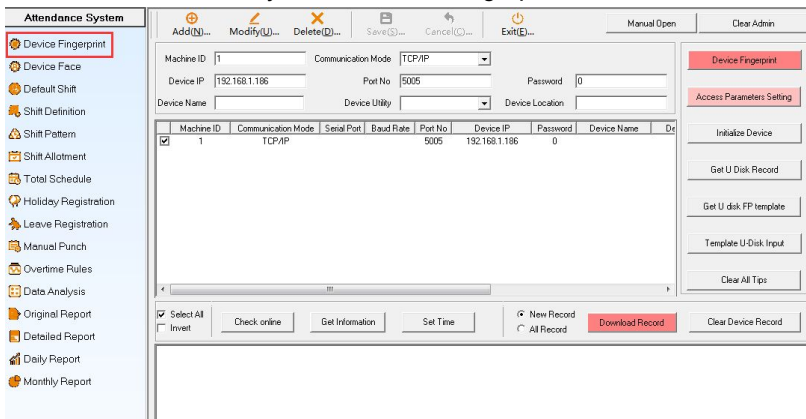 Attendance System
Device Fingerprint
Device Face
Default Shift
Shift Definition
Shift Pattern
Shift Allotment
Total Schedule
Holiday Registration
Leave Registration
Manual Punch
Overtime Rules
Data Analysis
Original Report
Detailed Report
Daily Report
Monthly Report
Add(N)... Modify(U)... Delete(D)... Save(S)... Cancel(C)... Exit(E)... Manual Open Clear Admin
Machine ID 1 Communication Mode TCP/IP
Device IP 192.168.1.186 Port No 5005 Password 0
Device Name Device Utility Device Location
Machine ID Communication Mode Serial Port Baud Rate Port No Device IP Password Device Name De
1 TCP/IP 5005 192.168.1.186 0
Device Fingerprint
Access Parameters Setting
Initialize Device
Get U Disk Record
Get U disk FP template
Template U-Disk Input
Clear All Tips
Select All
Invert
Check online Get Information Set Time
New Record
All Record
Download Record Clear Device Record